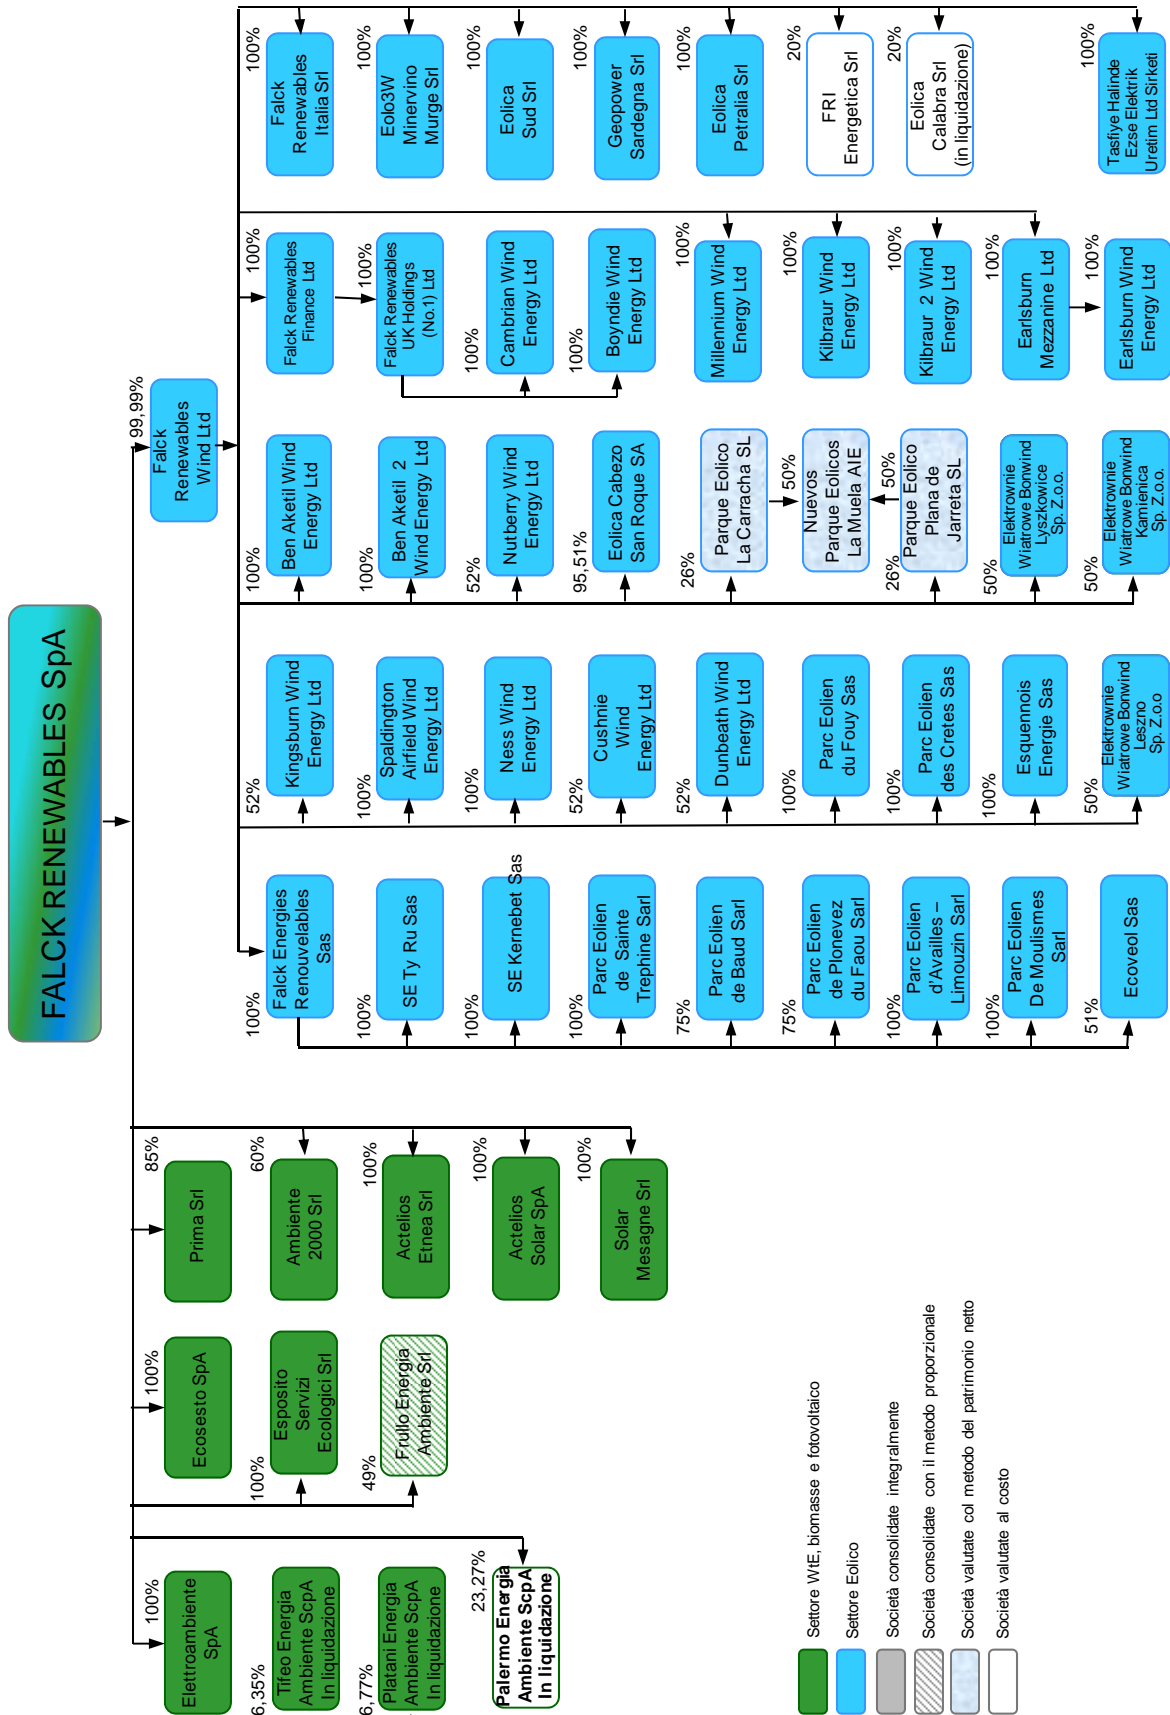 FALCK RENEWABLES SpA
100%
Elettroambiente
SpA
6,35%
Tifeo Energia
Ambiente ScpA
In liquidazione
6,77%
Platani Energia
Ambiente ScpA
In liquidazione
23,27%
Palermo Energia
Ambiente ScpA
In liquidazione
100%
Ecosesto SpA
100%
Esposito
Servizi
Ecologici Srl
49%
Frullo Energia
Ambiente Srl
85%
Prima Srl
60%
Ambiente
2000 Srl
100%
Actelios
Etnea Srl
100%
Actelios
Solar SpA
100%
Solar
Mesagne Srl
99,99%
Falck
Renewables
Wind Ltd
100%
Falck Energies
Renouvelables
Sas
100%
SE Ty Ru Sas
100%
SE Kernebet Sas
100%
Parc Eolien
de Sainte
Trephine Sarl
75%
Parc Eolien
de Baud Sarl
75%
Parc Eolien
de Plonevez
du Faou Sarl
100%
Parc Eolien
d'Availles –
Limouzin Sarl
100%
Parc Eolien
De Moulismes
Sarl
51%
Ecoveol Sas
52%
Kingsburn Wind
Energy Ltd
100%
Spaldington
Airfield Wind
Energy Ltd
100%
Ness Wind
Energy Ltd
52%
Cushnie
Wind
Energy Ltd
52%
Dunbeath Wind
Energy Ltd
100%
Parc Eolien
du Fouy Sas
100%
Parc Eolien
des Cretes Sas
100%
Esquennois
Energie Sas
50%
Elektrownie
Wiatrowe Bonwind
Leszno
Sp. Z.o.o
100%
Ben Aketil Wind
Energy Ltd
100%
Ben Aketil 2
Wind Energy Ltd
52%
Nutberry Wind
Energy Ltd
95,51%
Eolica Cabezo
San Roque SA
26%
Parque Eolico
La Carracha SL
50%
Nuevos
Parque Eolicos
La Muela AIE
50%
26%
Parque Eolico
Plana de
Jarreta SL
50%
Elektrownie
Wiatrowe Bonwind
Lyszkowice
Sp. Z.o.o.
50%
Elektrownie
Wiatrowe Bonwind
Kamienica
Sp. Z.o.o.
100%
Falck Renewables
Finance Ltd
100%
Falck Renewables
UK Holdings
(No.1) Ltd
100%
Cambrian Wind
Energy Ltd
100%
Boyndie Wind
Energy Ltd
100%
Millennium Wind
Energy Ltd
100%
Kilbraur Wind
Energy Ltd
100%
Kilbraur 2 Wind
Energy Ltd
100%
Earlsburn
Mezzanine Ltd
100%
Earlsburn Wind
Energy Ltd
100%
Falck
Renewables
Italia Srl
100%
Eolo3W
Minervino
Murge Srl
100%
Eolica
Sud Srl
100%
Geopower
Sardegna Srl
100%
Eolica
Petralia Srl
20%
FRI
Energetica Srl
20%
Eolica
Calabra Srl
(in liquidazione)
100%
Tasfiye Halinde
Ezse Elektrik
Uretim Ltd Sirketi
Settore WtE, biomasse e fotovoltaico
Settore Eolico
Società consolidate integralmente
Società consolidate con il metodo proporzionale
Società valutate col metodo del patrimonio netto
Società valutate al costo